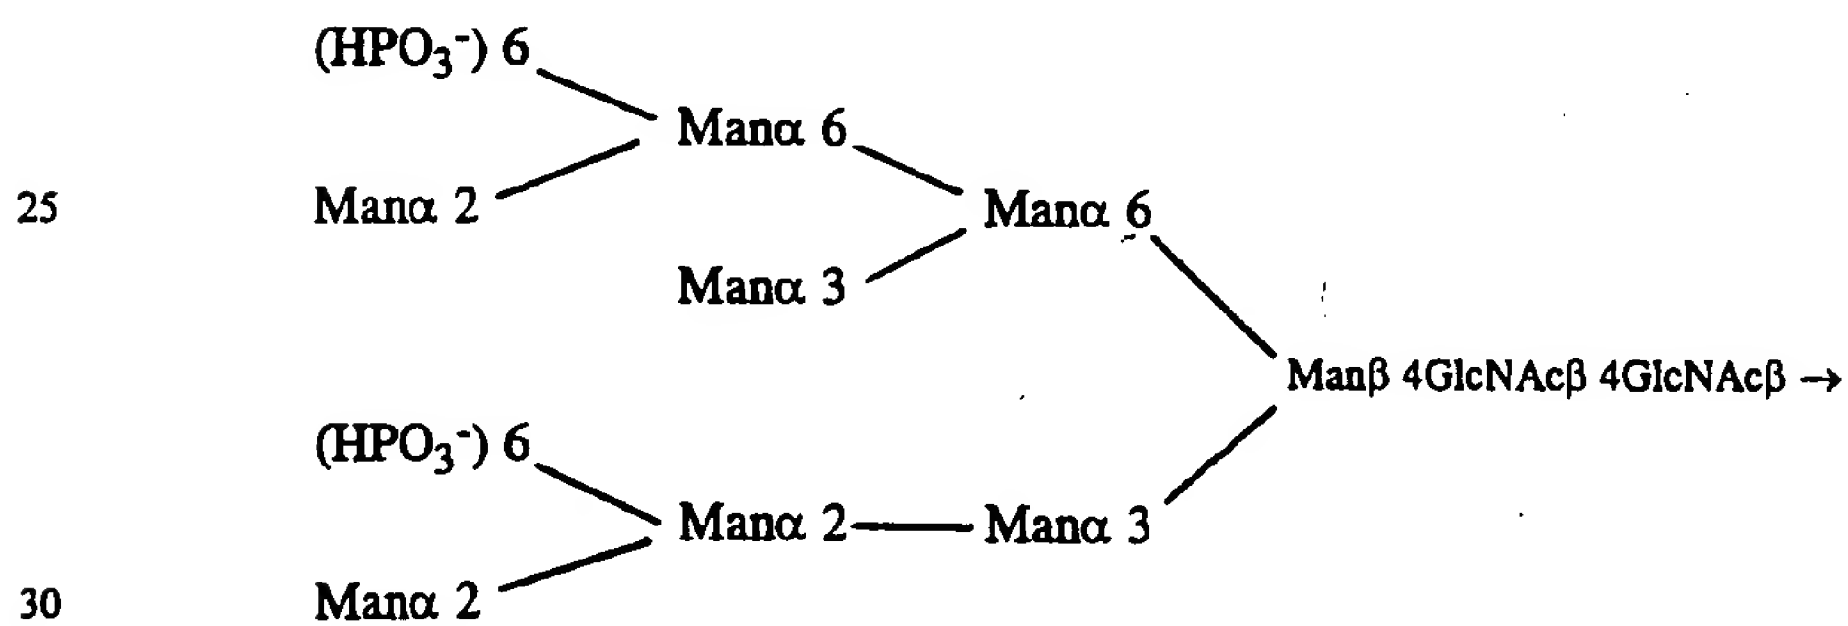 (HPO3-) 6
Manα 6
25 Manα 2 Manα 6
Manα 3
Manβ 4GlcNAcβ 4GlcNAcβ →
(HPO3-) 6
Manα 2 Manα 3
30 Manα 2